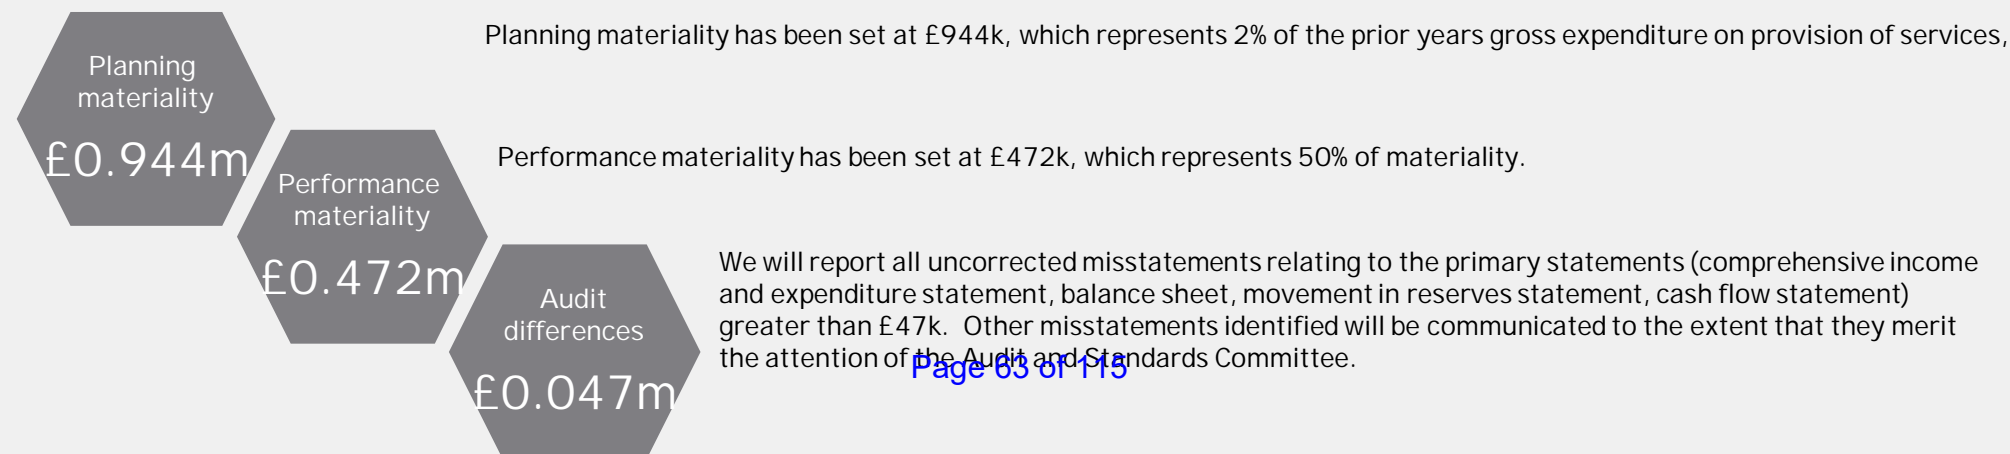 Planning
materiality
£0.944m
Planning materiality has been set at £944k, which represents 2% of the prior years gross expenditure on provision of services,
Performance
materiality
£0.472m
Performance materiality has been set at £472k, which represents 50% of materiality.
Audit
differences
£0.047m
We will report all uncorrected misstatements relating to the primary statements (comprehensive income
and expenditure statement, balance sheet, movement in reserves statement, cash flow statement)
greater than £47k. Other misstatements identified will be communicated to the extent that they merit
the attention of the Audit and Standards Committee.
Page 63 of 115